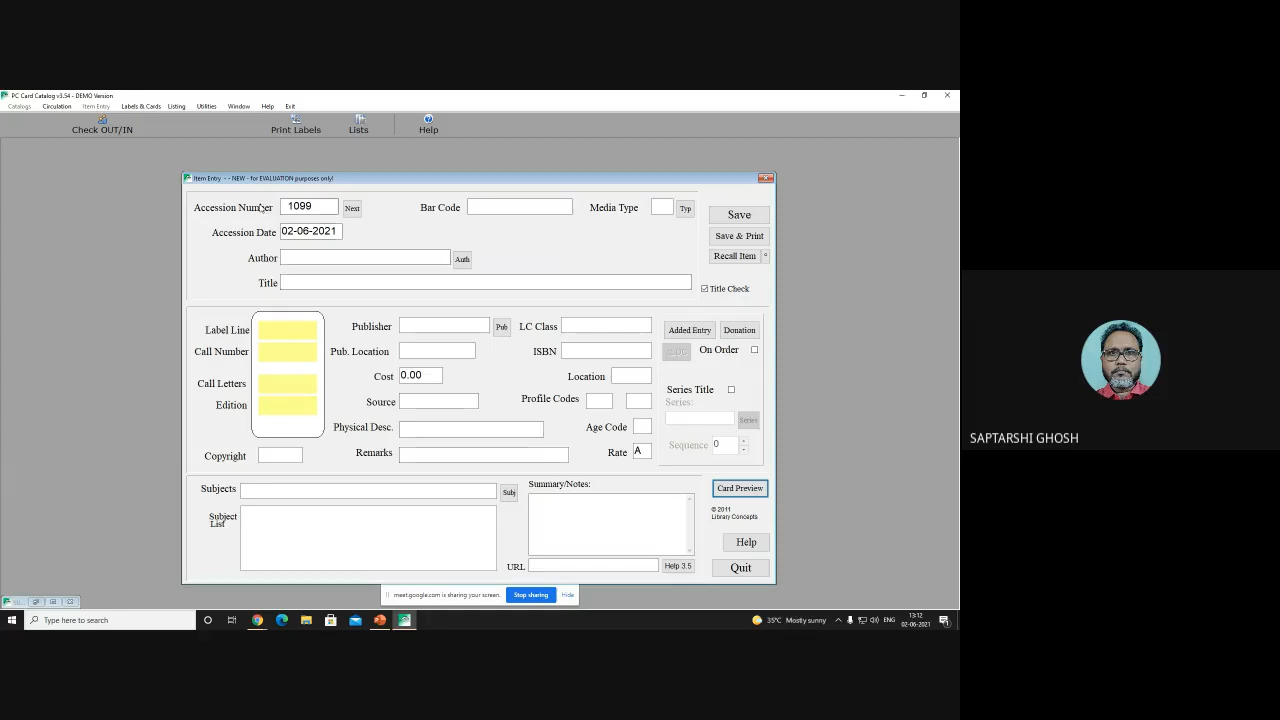 PC Card Catalog v3.54 - DEMO Version
Catalogs Circulation Item Entry Labels & Cards Listing Utilities Window Help Exit
Check OUT/IN Print Labels Lists Help
Item Entry - - NEW - for EVALUATION purposes only!
Accession Number 1099 Next Bar Code Media Type Typ Save
Accession Date 02-06-2021 Save & Print
Author Auth Recall Item
Title Title Check
Label Line Publisher Pub LC Class Added Entry Donation
Call Number Pub. Location ISBN On Order
Cost 0.00 Location
Call Letters Series Title
Edition Source Profile Codes Series:
Series
Physical Desc. Age Code
Copyright Remarks Rate A Sequence 0
Subjects Subj Summary/Notes: Card Preview
Subject
List
© 2011
Library Concepts
Help
URL Help 3.5 Quit
meet.google.com is sharing your screen. Stop sharing Hide
Type here to search 35°C Mostly sunny ENG 13:12
02-06-2021
SAPTARSHI GHOSH